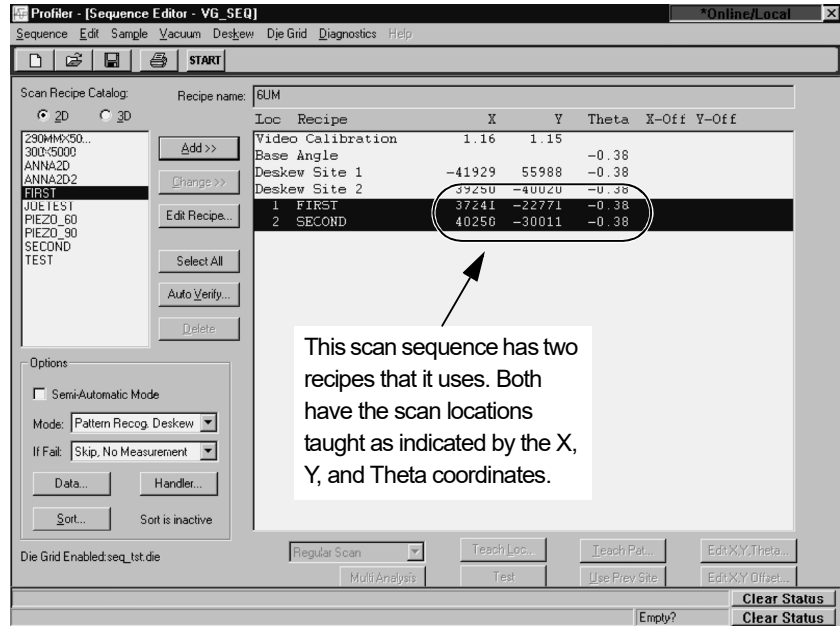 Profiler - [Sequence Editor - VG_SEQ]
*Online/Local
Sequence Edit Sample Vacuum Deskew Die Grid Diagnostics Help
START
Scan Recipe Catalog:
2D 3D
Recipe name: 6UM
290MMX50...
300X5000
ANNA2D
ANNA2D2
FIRST
JOETEST
PIEZO_60
PIEZO_90
SECOND
TEST
Add >>
Change >>
Edit Recipe...
Select All
Auto Verify...
Delete
Loc Recipe X Y Theta X-Off Y-Off
Video Calibration 1.16 1.15
Base Angle -0.38
Deskew Site 1 -41929 55988 -0.38
Deskew Site 2 39250 -40020 -0.38
1 FIRST 37241 -22771 -0.38
2 SECOND 40250 -30011 -0.38
This scan sequence has two
recipes that it uses. Both
have the scan locations
taught as indicated by the X,
Y, and Theta coordinates.
Options
Semi-Automatic Mode
Mode: Pattern Recog. Deskew
If Fail: Skip, No Measurement
Data... Handler...
Sort... Sort is inactive
Die Grid Enabled:seq_tst.die
Regular Scan Teach Loc... Teach Pat... Edit X,Y,Theta...
Multi Analysis Test Use Prev Site Edit X,Y Offset...
Clear Status
Empty? Clear Status